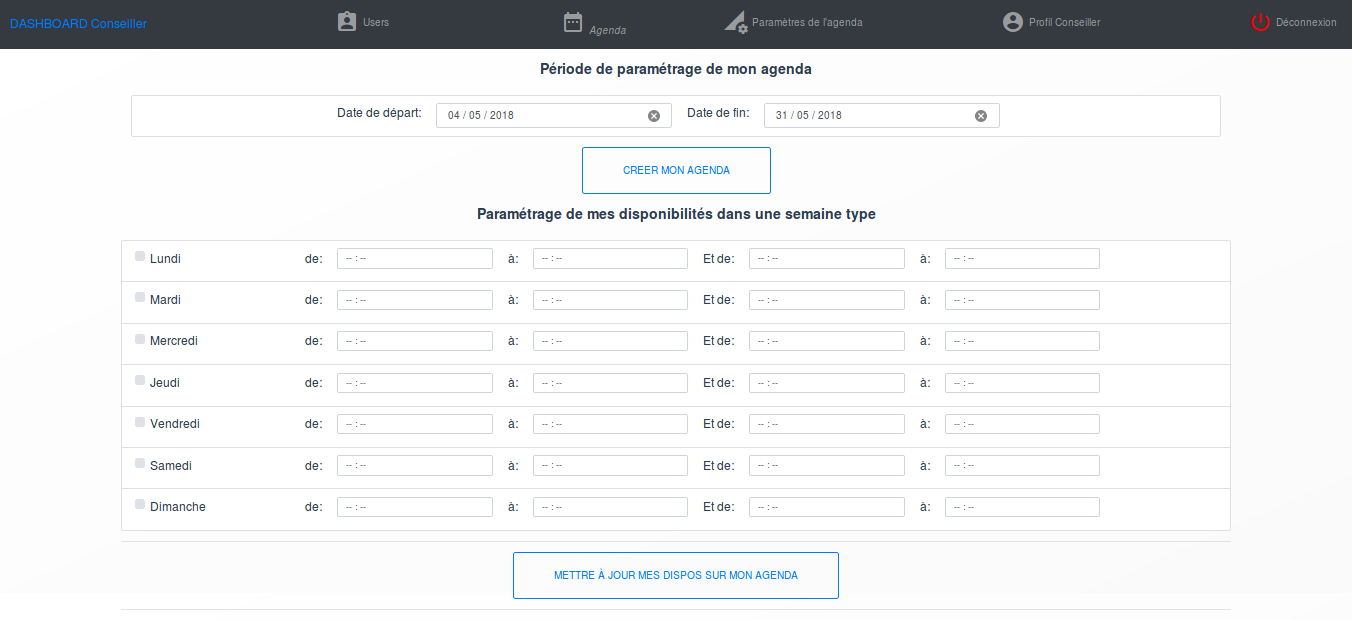 DASHBOARD Conseiller Users Agenda Paramètres de l'agenda Profil Conseiller Déconnexion
Période de paramétrage de mon agenda
Date de départ: 04 / 05 / 2018 Date de fin: 31 / 05 / 2018
CREER MON AGENDA
Paramétrage de mes disponibilités dans une semaine type
Lundi de: -- : -- à: -- : -- Et de: -- : -- à: -- : --
Mardi de: -- : -- à: -- : -- Et de: -- : -- à: -- : --
Mercredi de: -- : -- à: -- : -- Et de: -- : -- à: -- : --
Jeudi de: -- : -- à: -- : -- Et de: -- : -- à: -- : --
Vendredi de: -- : -- à: -- : -- Et de: -- : -- à: -- : --
Samedi de: -- : -- à: -- : -- Et de: -- : -- à: -- : --
Dimanche de: -- : -- à: -- : -- Et de: -- : -- à: -- : --
METTRE À JOUR MES DISPOS SUR MON AGENDA